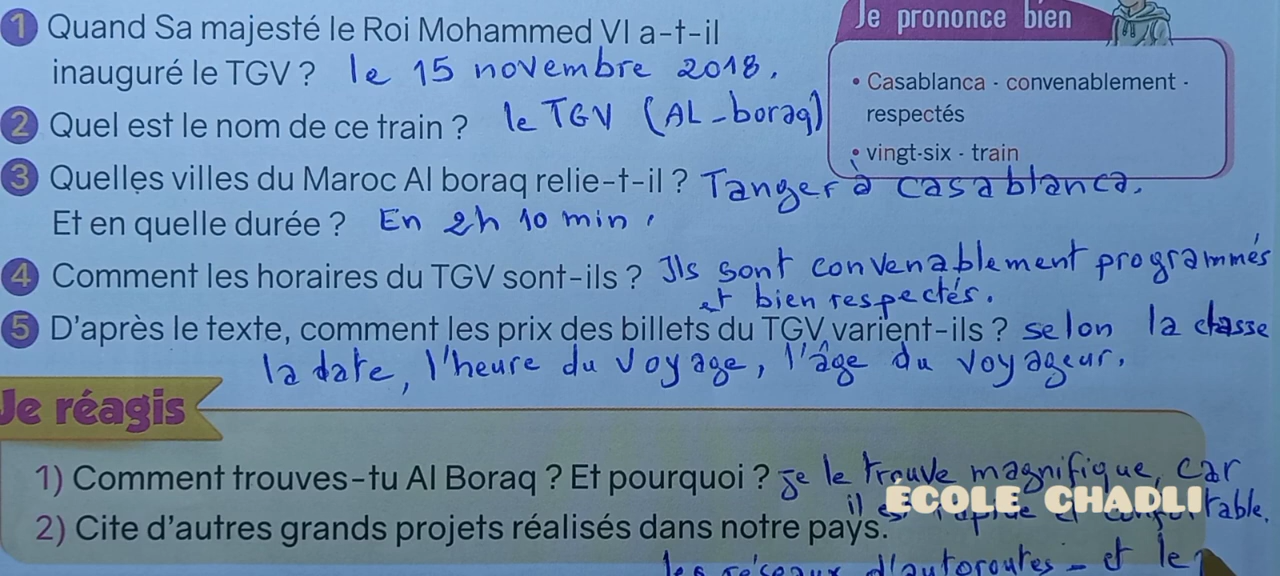 1 Quand Sa majesté le Roi Mohammed VI a-t-il
inauguré le TGV ? le 15 novembre 2018.
2 Quel est le nom de ce train ? le TGV (AL-boraq)
3 Quelles villes du Maroc Al boraq relie-t-il ? Tanger à casablanca.
Et en quelle durée ? En 2h 10 min.
4 Comment les horaires du TGV sont-ils ? Ils sont convenablement programmés
et bien respectés.
5 D'après le texte, comment les prix des billets du TGV varient-ils ? selon la classe
la date, l'heure du voyage, l'âge du voyageur.
Je prononce bien
• Casablanca - convenablement -
respectés
• vingt-six - train
Je réagis
1) Comment trouves-tu Al Boraq ? Et pourquoi ? je le trouve magnifique, car
il est rapide et confortable.
ÉCOLE CHADLI
2) Cite d'autres grands projets réalisés dans notre pays.
les réseaux d'autoroutes - et le